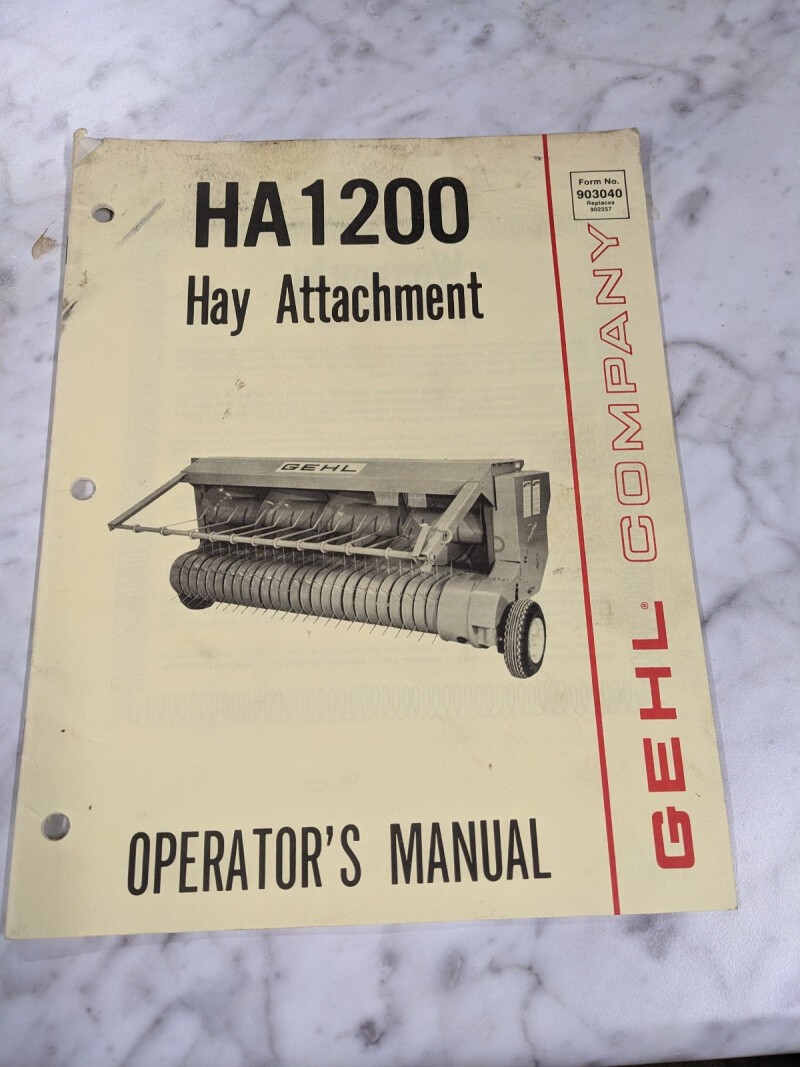 HA1200
Hay Attachment
Form No.
903040
Replaces
902557
GEHL
OPERATOR'S MANUAL
GEHL® COMPANY